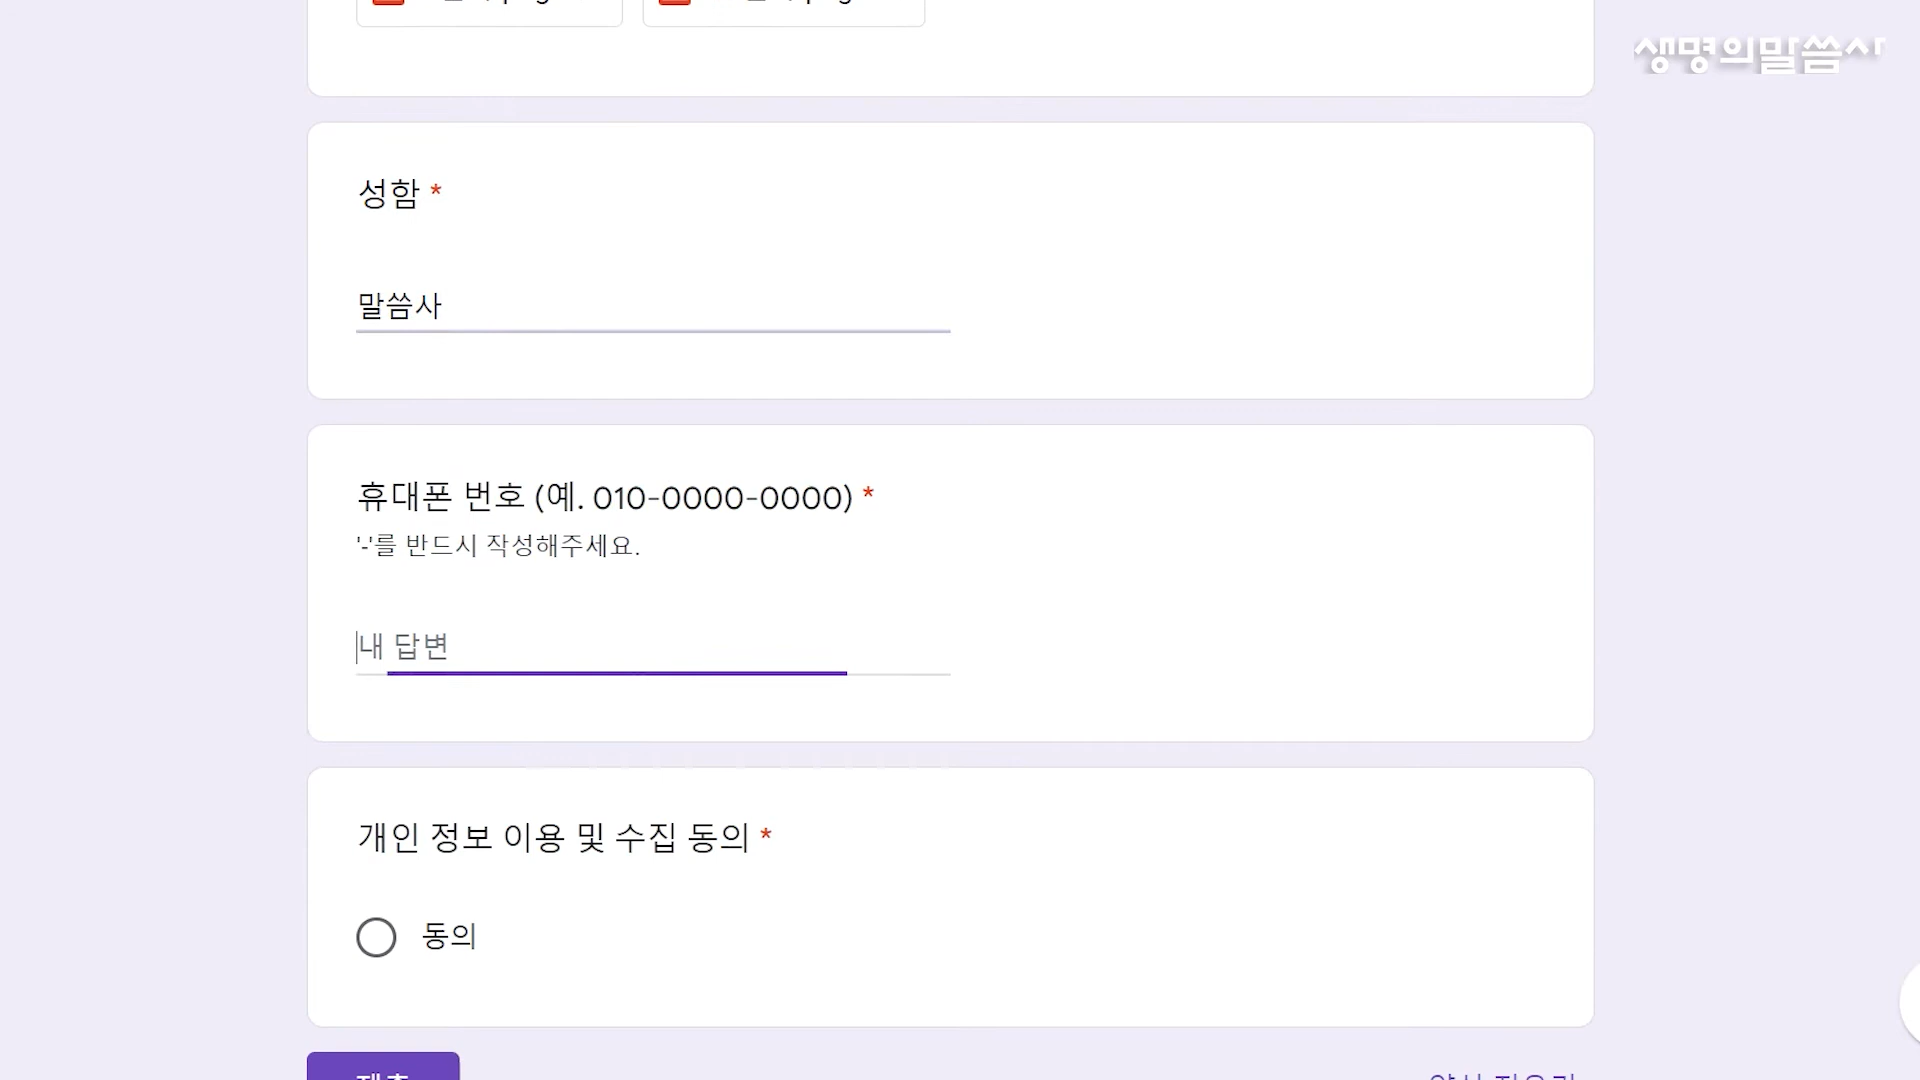 생명의말씀사
성함 *
말씀사
휴대폰 번호 (예. 010-0000-0000) *
'-'를 반드시 작성해주세요.
내 답변
개인 정보 이용 및 수집 동의 *
동의